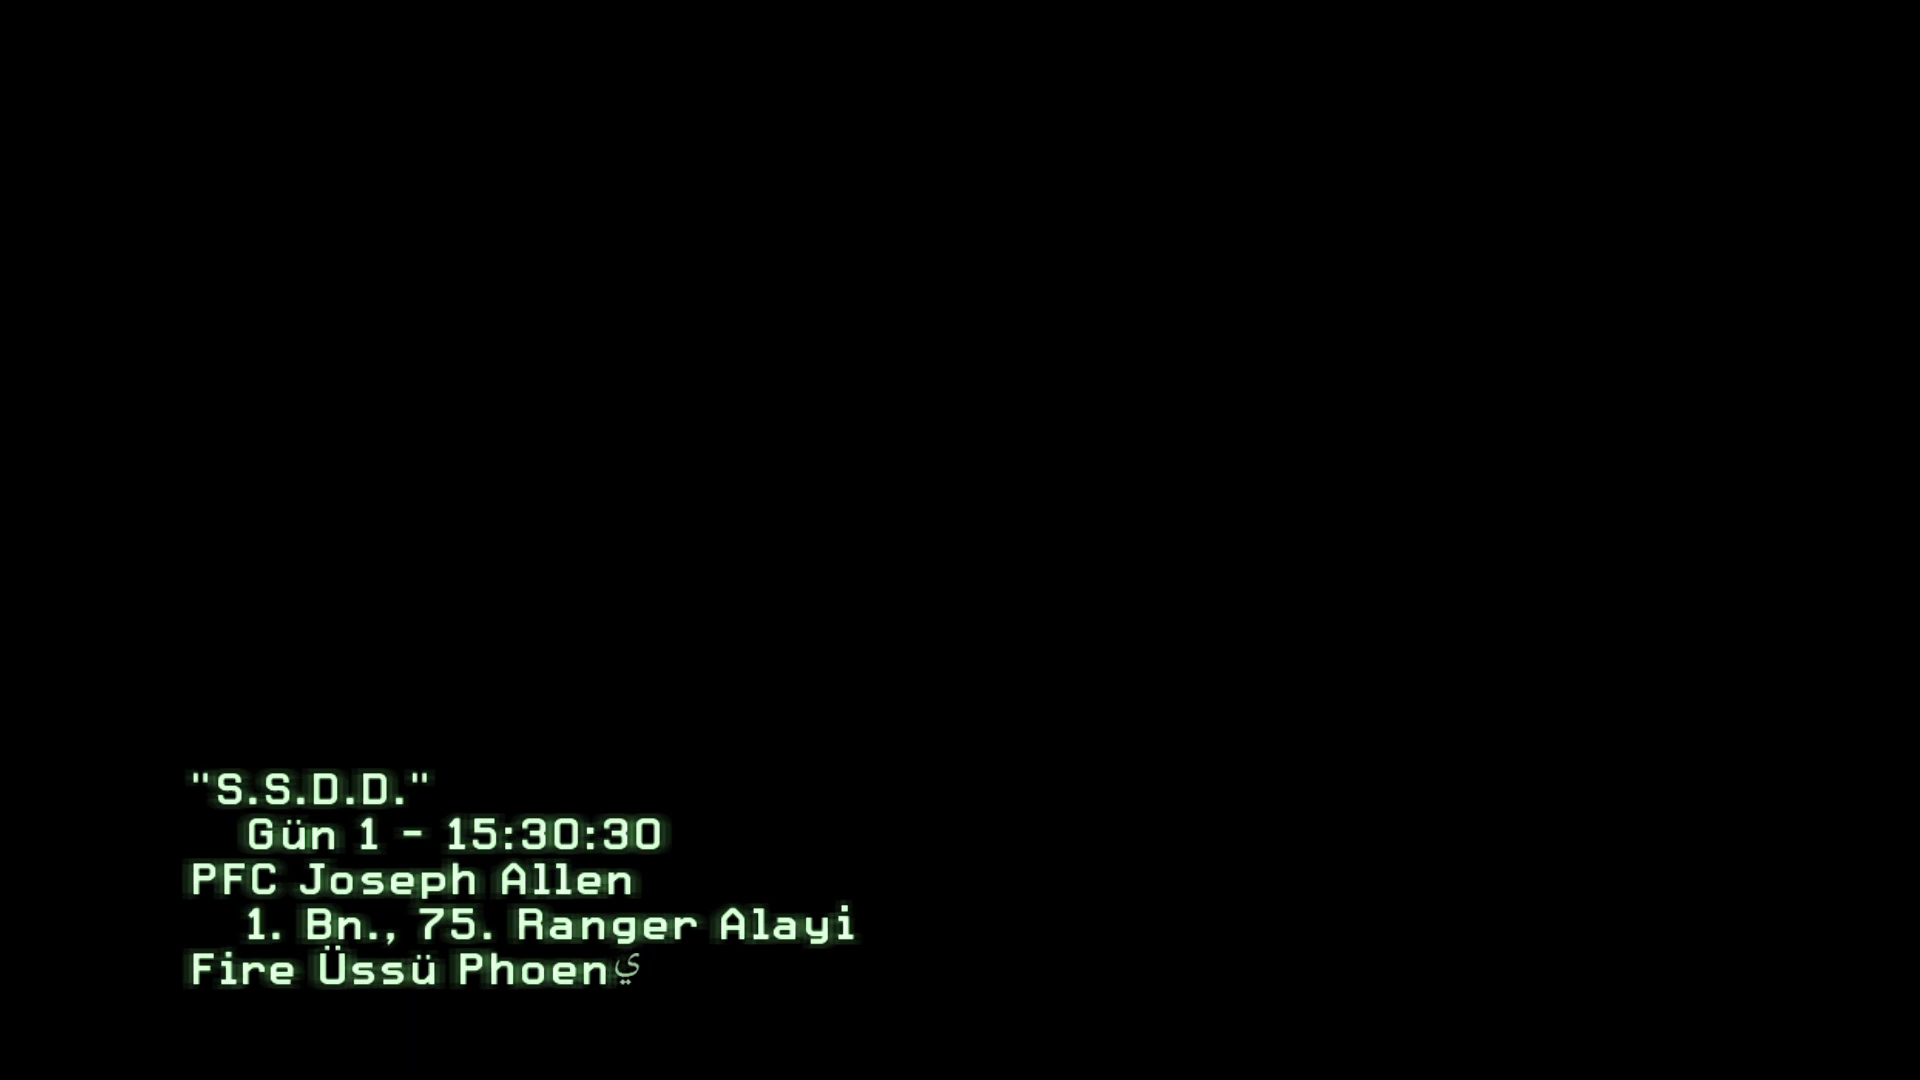 "S.S.D.D."
Gün 1 - 15:30:30
PFC Joseph Allen
1. Bn., 75. Ranger Alayi
Fire Üssü Phoenي